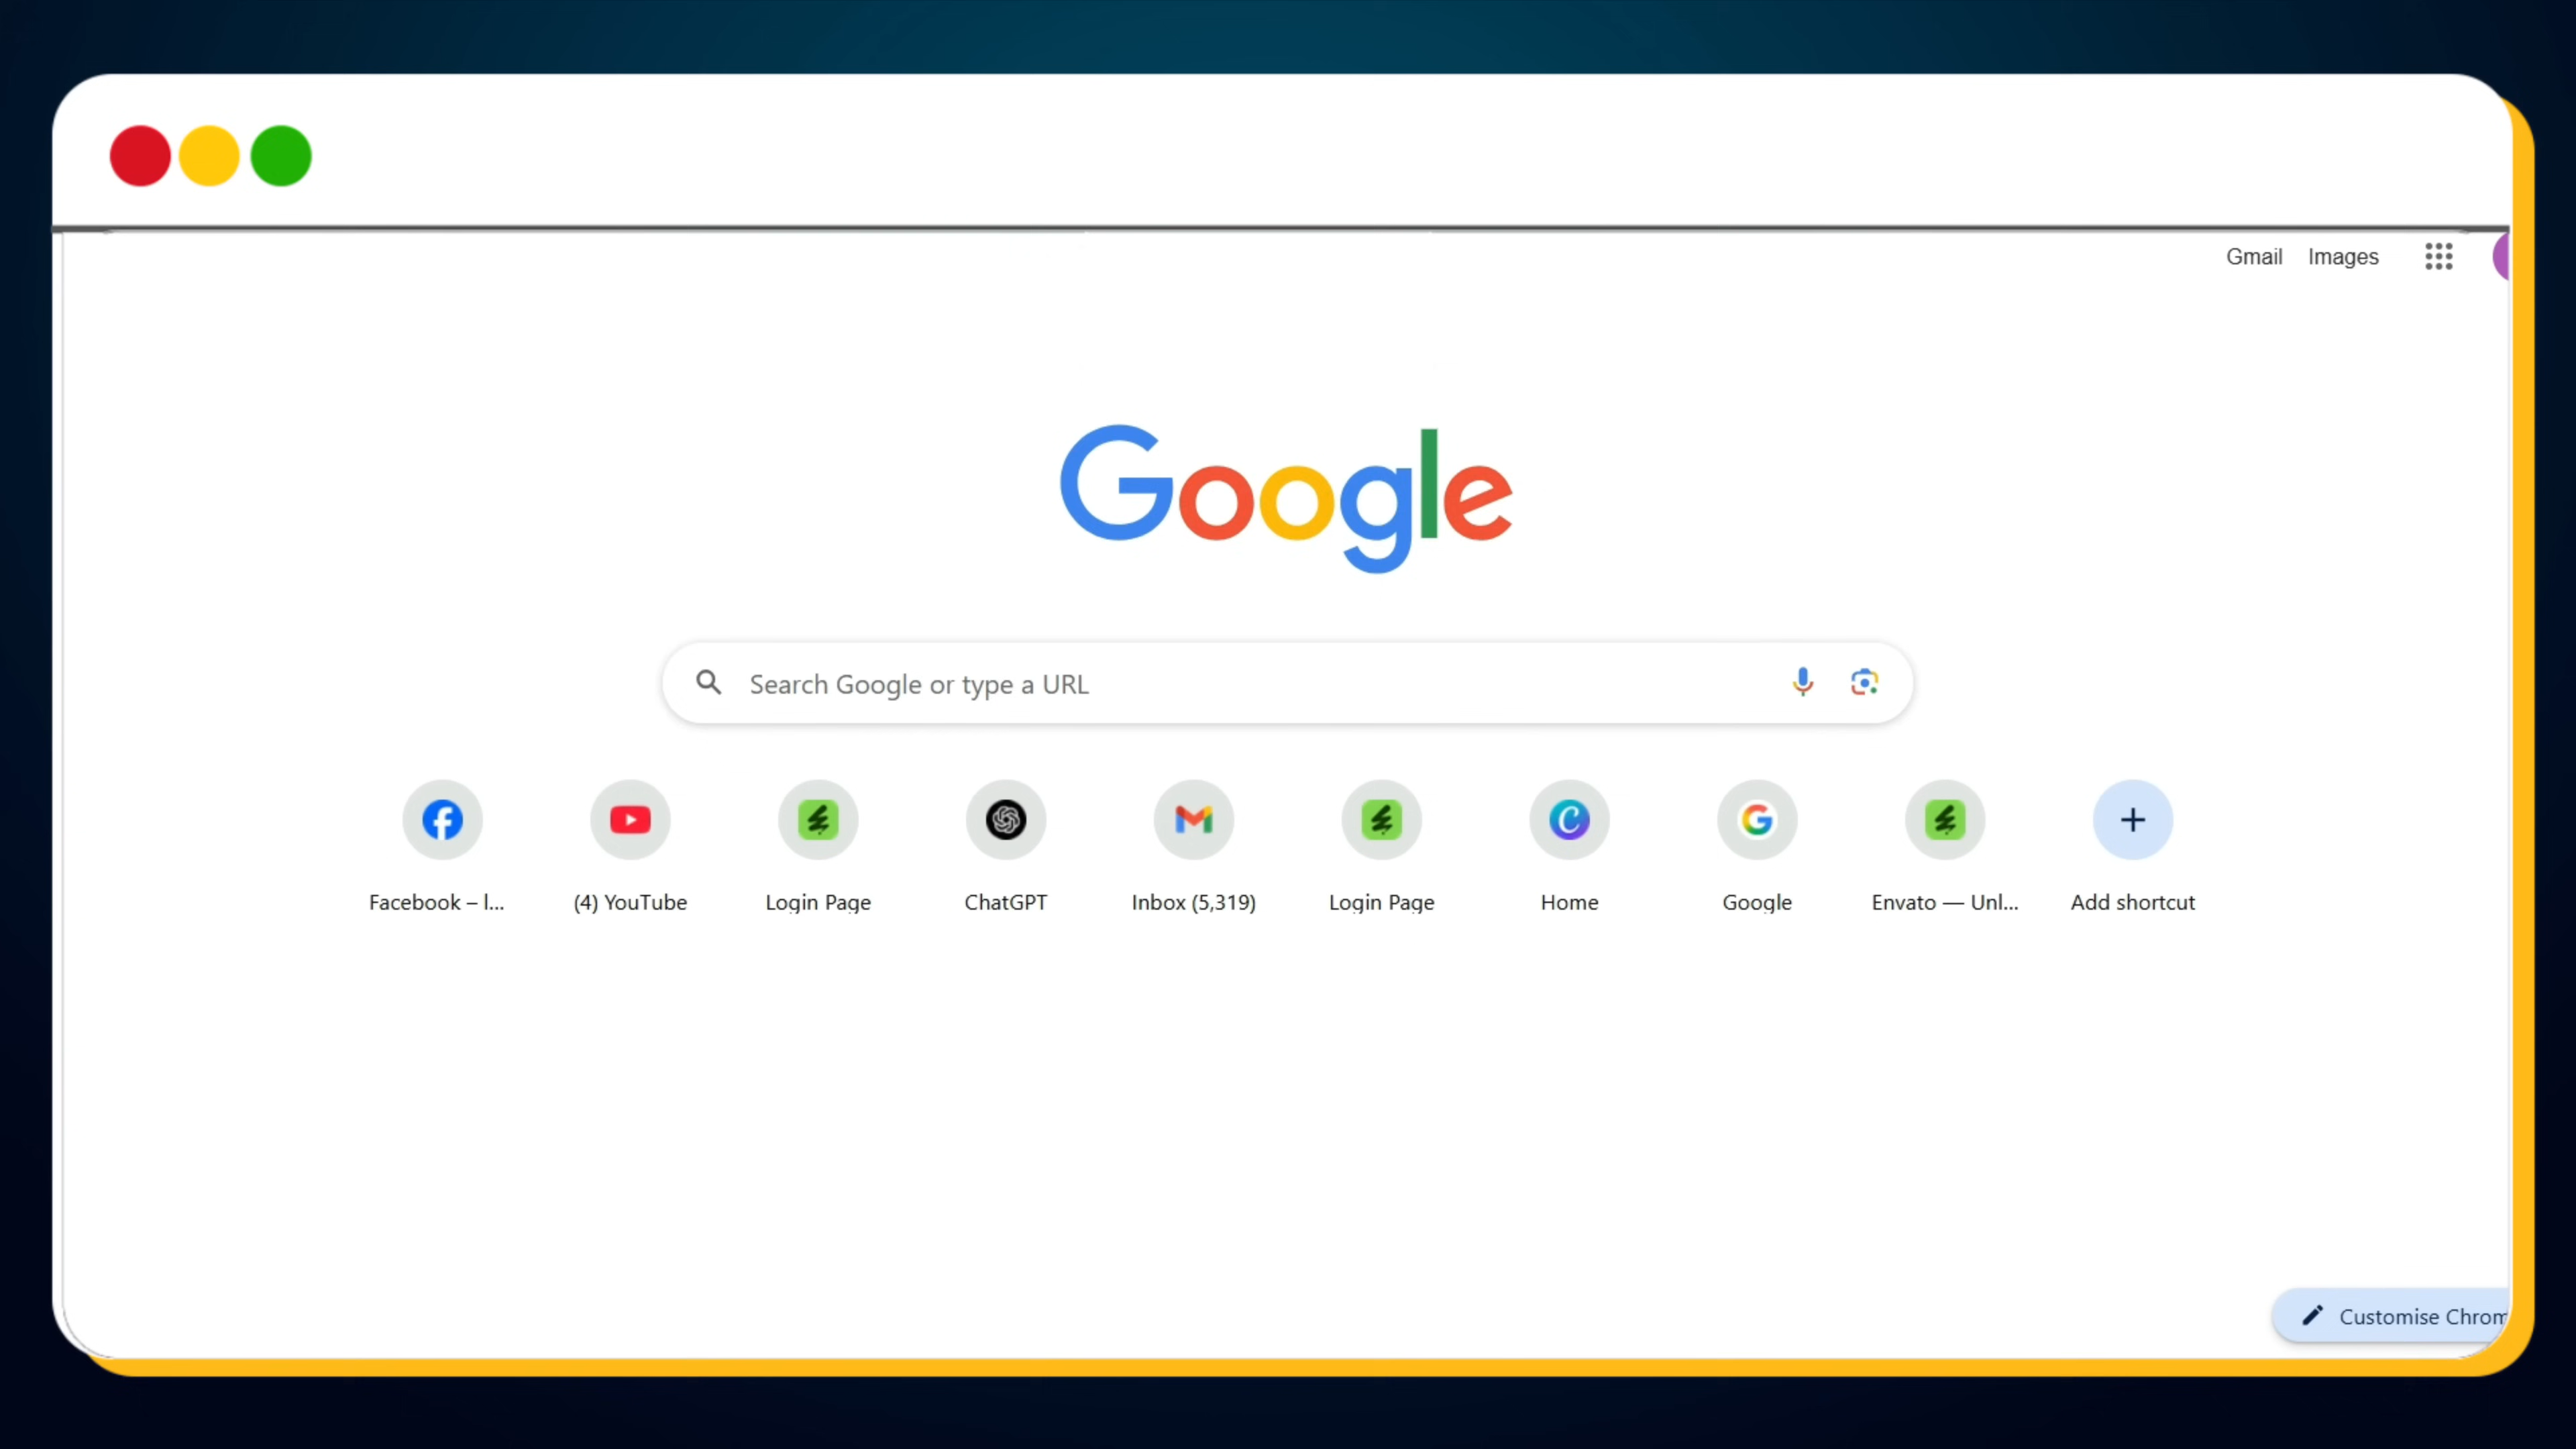 Gmail Images
Google
Search Google or type a URL
Facebook – l...
(4) YouTube
Login Page
ChatGPT
Inbox (5,319)
Login Page
Home
Google
Envato — Unl...
Add shortcut
Customise Chrom